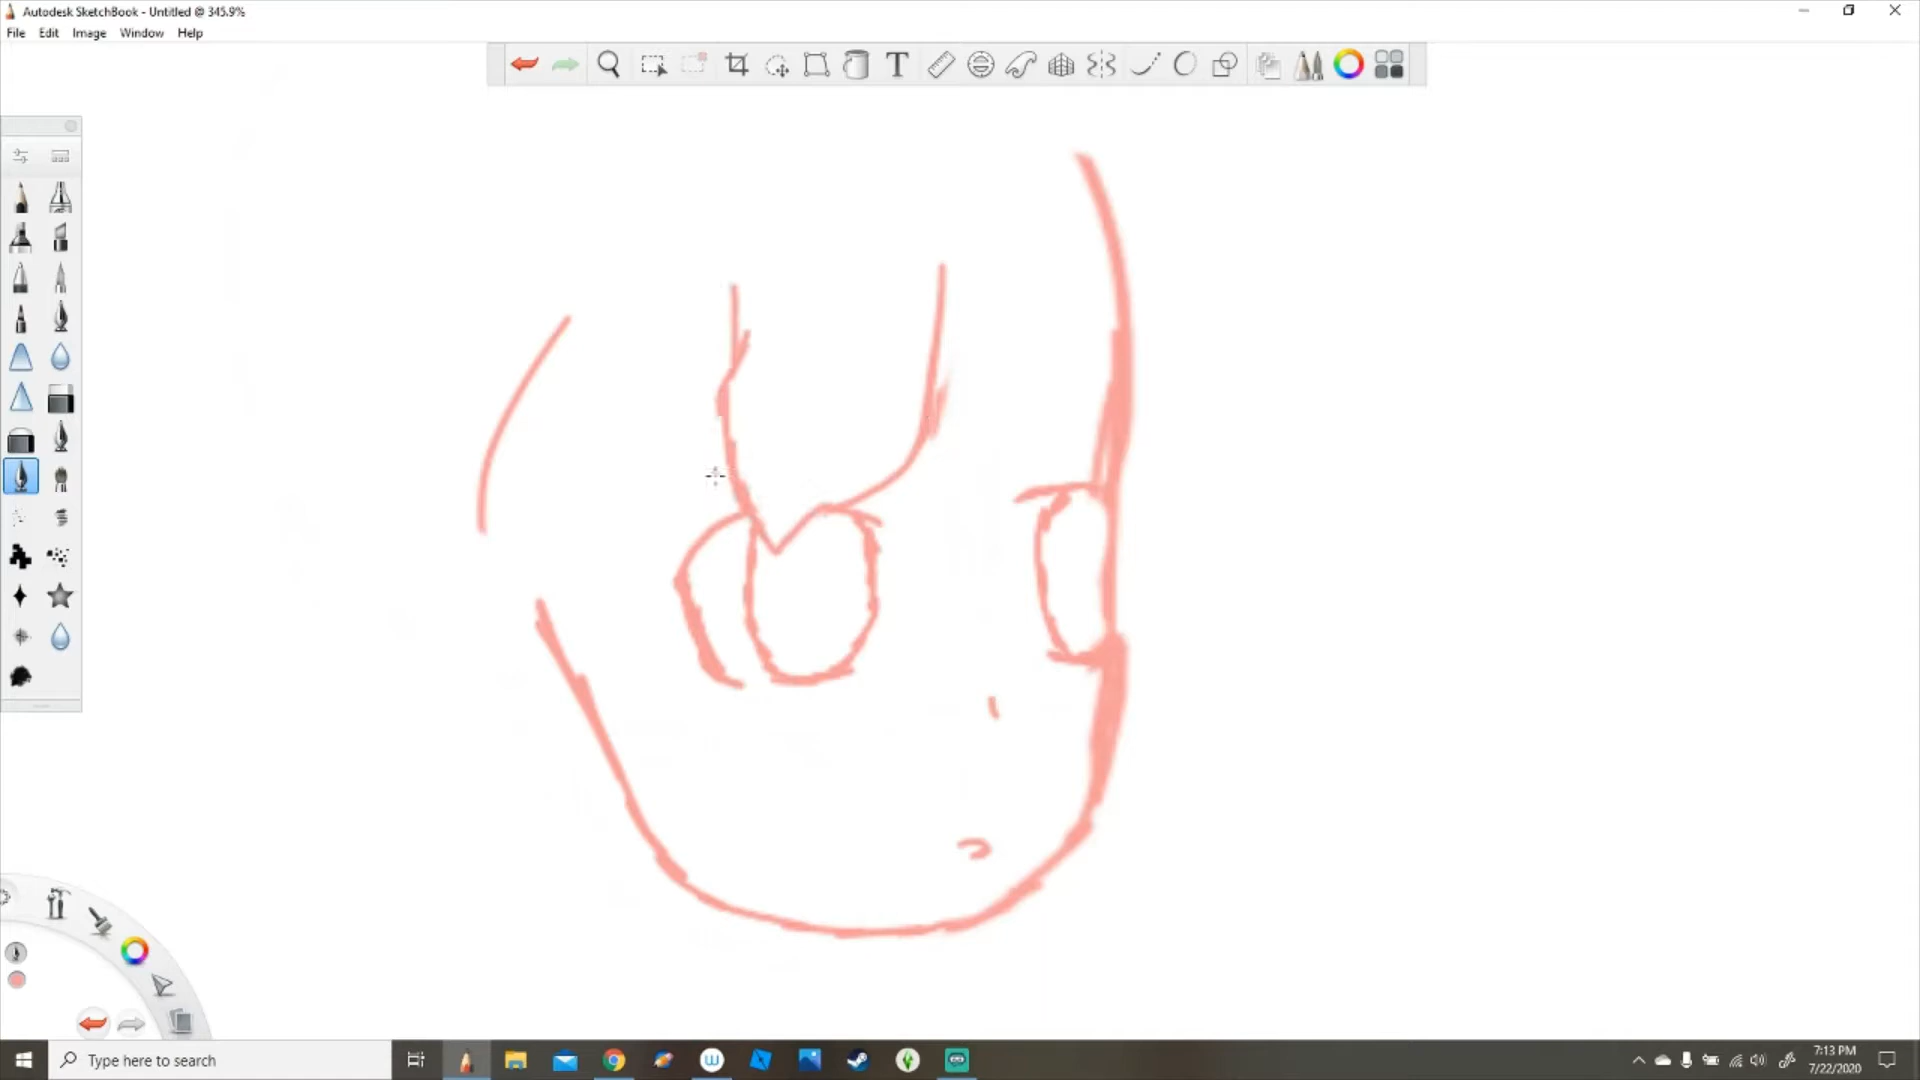 Autodesk SketchBook - Untitled @ 345.9%
File Edit Image Window Help
T
Type here to search
7:13 PM
7/22/2020